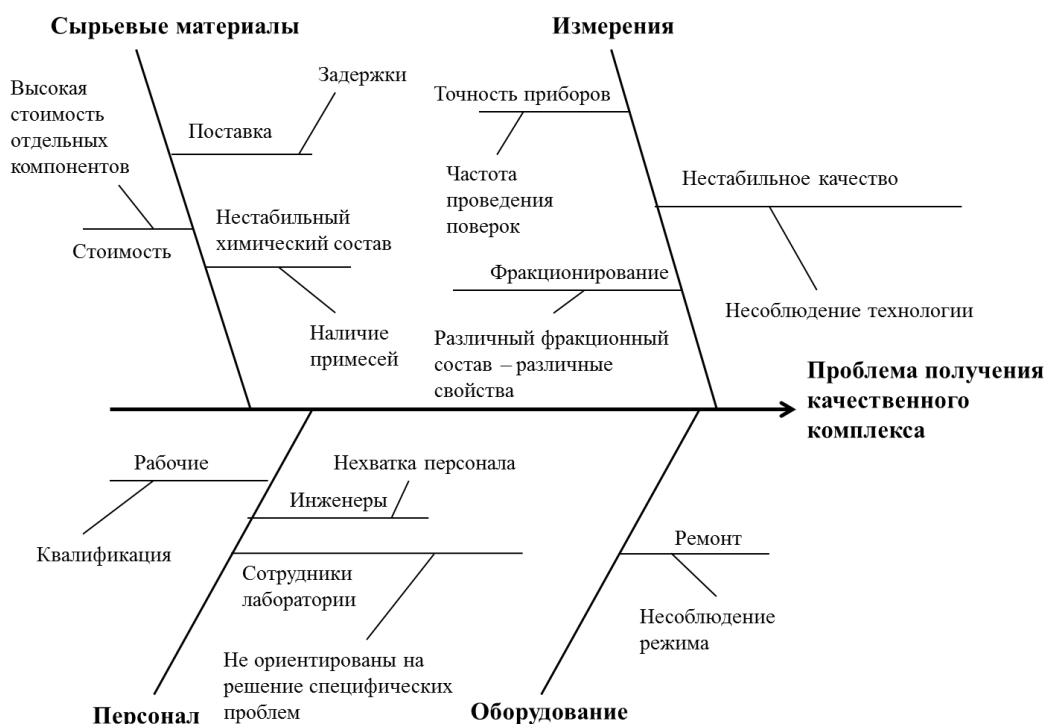 Сырьевые материалы
Измерения
Задержки
Высокая
стоимость
отдельных
компонентов
Поставка
Точность приборов
Частота
проведения
поверок
Нестабильное качество
Нестабильный
химический состав
Стоимость
Фракционирование
Несоблюдение технологии
Наличие
примесей
Различный фракционный
состав – различные
свойства
Проблема получения
качественного
комплекса
Рабочие
Нехватка персонала
Инженеры
Квалификация
Сотрудники
лаборатории
Ремонт
Несоблюдение
режима
Не ориентированы на
решение специфических
проблем
Персонал
Оборудование